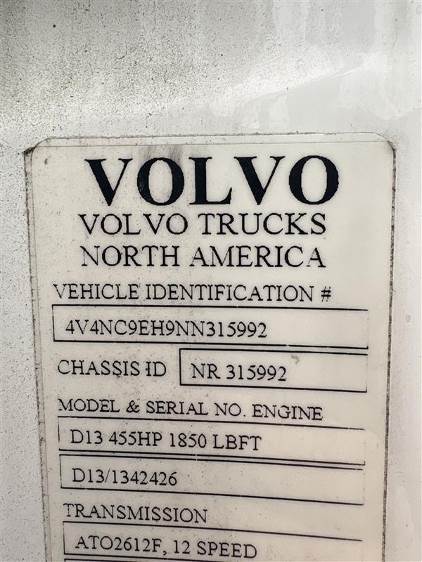 VOLVO
VOLVO TRUCKS
NORTH AMERICA
VEHICLE IDENTIFICATION #
4V4NC9EH9NN315992
CHASSIS ID NR 315992
MODEL & SERIAL NO. ENGINE
D13 455HP 1850 LBFT
D13/1342426
TRANSMISSION
ATO2612F, 12 SPEED